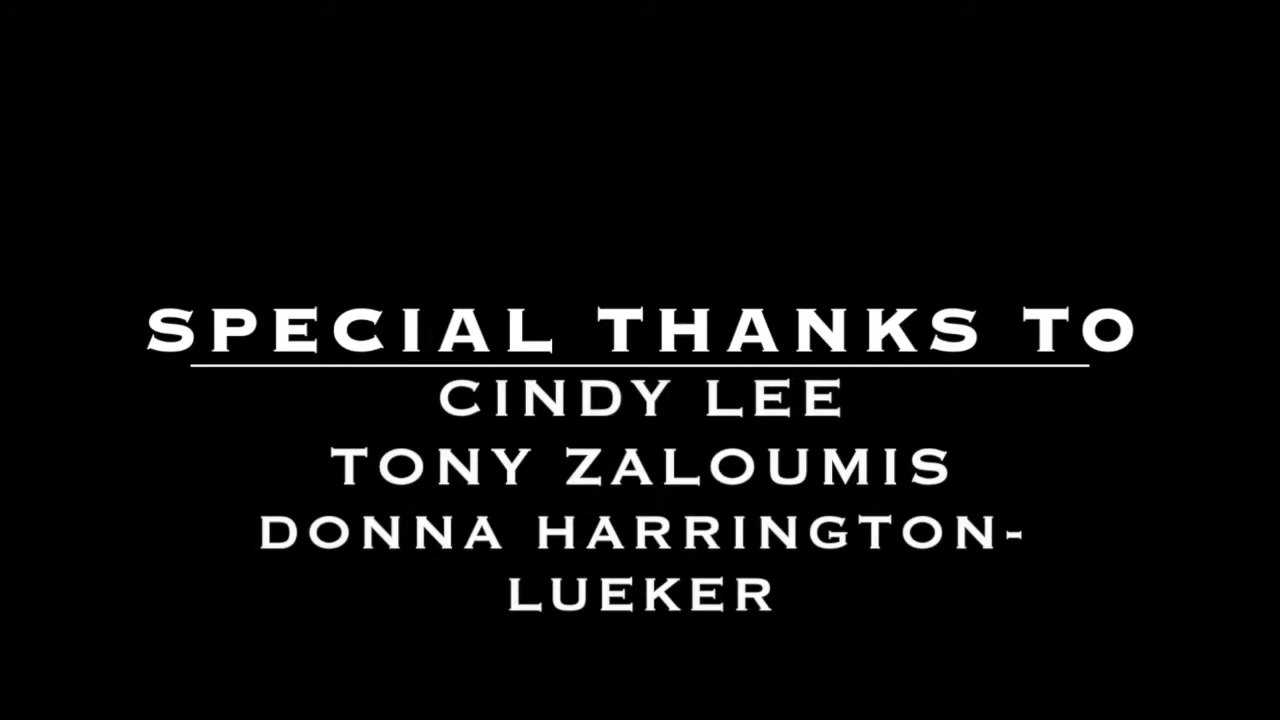 SPECIAL THANKS TO
CINDY LEE
TONY ZALOUMIS
DONNA HARRINGTON-
LUEKER